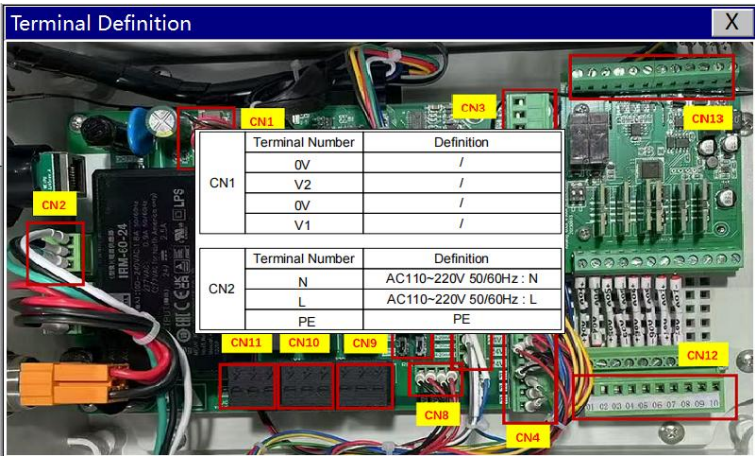 Terminal Definition
X
CN1
CN3
CN13
CN2
IRM-60-24
LPS
CN1
Terminal Number Definition
0V /
V2 /
0V /
V1 /
CN2
Terminal Number Definition
N AC110~220V 50/60Hz : N
L AC110~220V 50/60Hz : L
PE PE
CN11
CN10
CN9
CN12
CN8
CN4
01 02 03 04 05 06 07 08 09 10